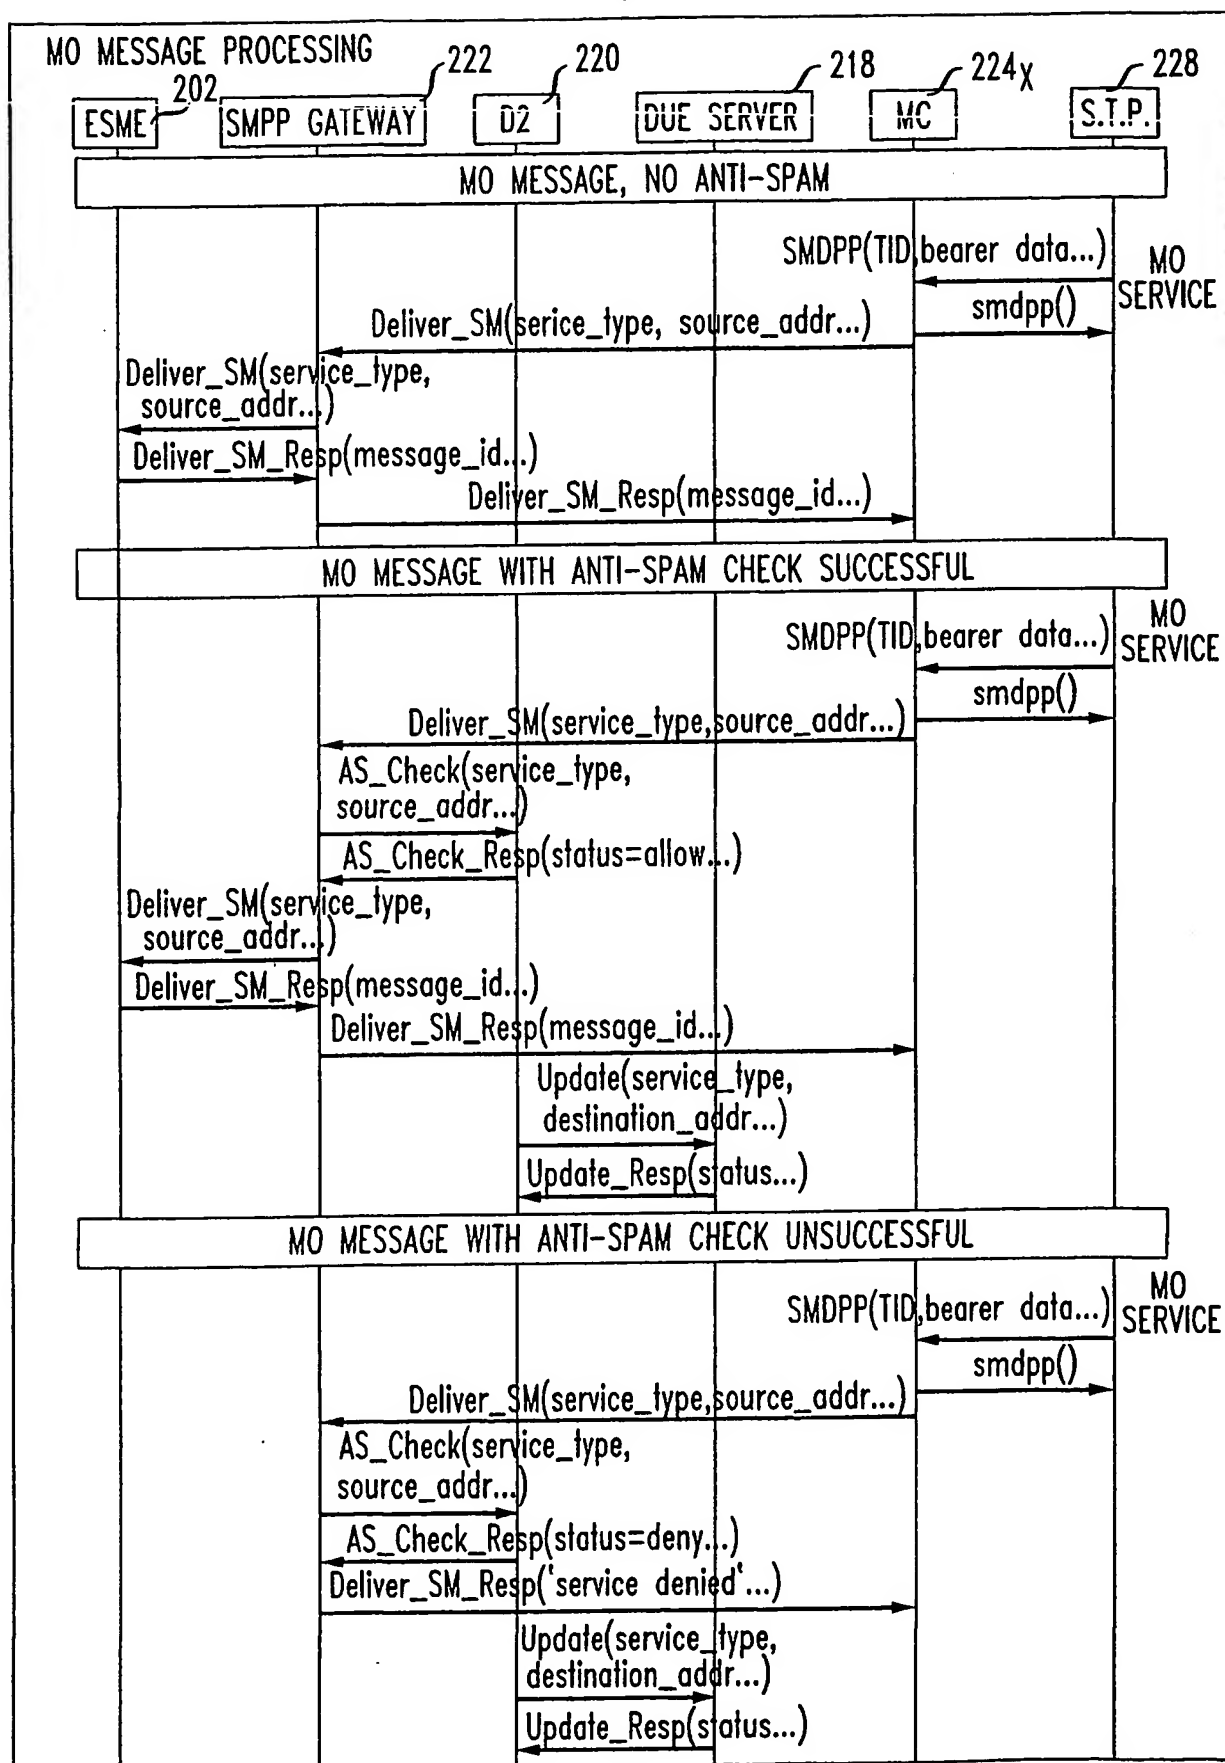 MO MESSAGE PROCESSING
202
222
220
218
224x
228
ESME
SMPP GATEWAY
D2
DUE SERVER
MC
S.T.P.
MO MESSAGE, NO ANTI-SPAM
SMDPP(TID,bearer data...)
MO
SERVICE
smdpp()
Deliver_SM(serice_type, source_addr...)
Deliver_SM(service_type,
source_addr...)
Deliver_SM_Resp(message_id...)
Deliver_SM_Resp(message_id...)
MO MESSAGE WITH ANTI-SPAM CHECK SUCCESSFUL
SMDPP(TID,bearer data...)
MO
SERVICE
smdpp()
Deliver_SM(service_type,source_addr...)
AS_Check(service_type,
source_addr...)
AS_Check_Resp(status=allow...)
Deliver_SM(service_type,
source_addr...)
Deliver_SM_Resp(message_id...)
Deliver_SM_Resp(message_id...)
Update(service_type,
destination_addr...)
Update_Resp(status...)
MO MESSAGE WITH ANTI-SPAM CHECK UNSUCCESSFUL
SMDPP(TID,bearer data...)
MO
SERVICE
smdpp()
Deliver_SM(service_type,source_addr...)
AS_Check(service_type,
source_addr...)
AS_Check_Resp(status=deny...)
Deliver_SM_Resp('service denied'...)
Update(service_type,
destination_addr...)
Update_Resp(status...)